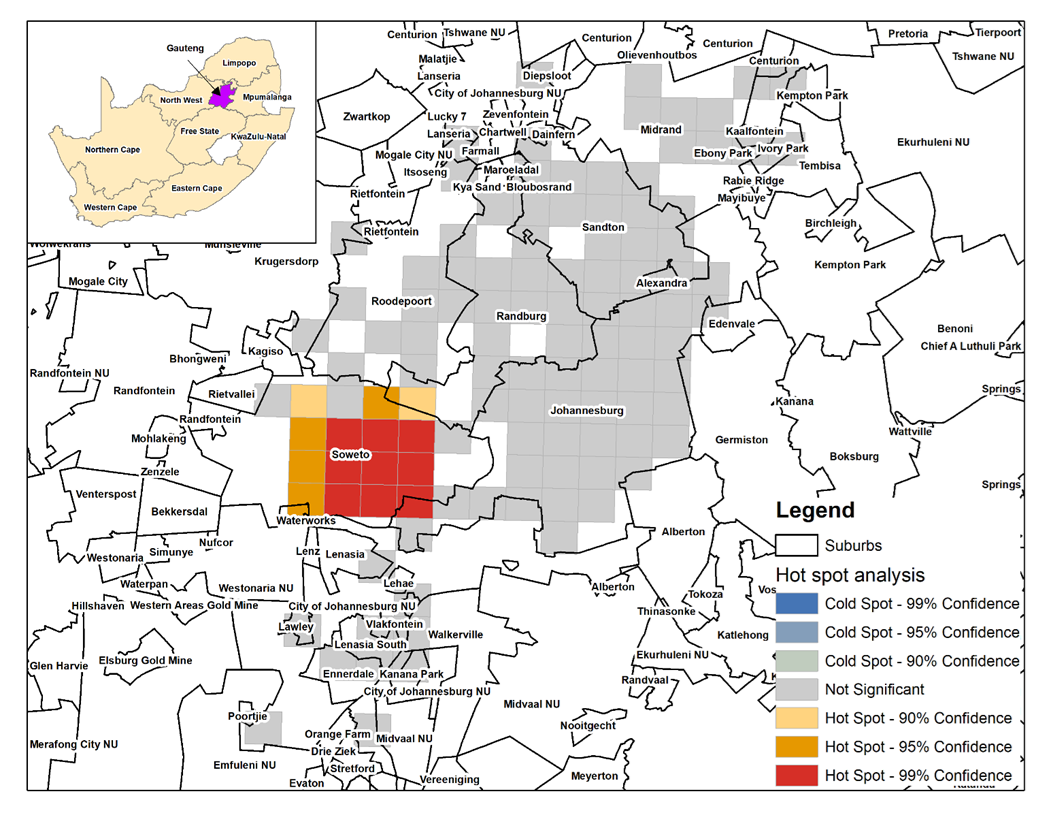 Gauteng
Limpopo
North West
Mpumalanga
Free State
KwaZulu-Natal
Northern Cape
Eastern Cape
Western Cape
Centurion
Tshwane NU
Centurion
Centurion
Pretoria
Tierpoort
Olievenhoutbos
Tshwane NU
Malatjie
Centurion
Lanseria
Diepsloot
City of Johannesburg NU
Kempton Park
Zwartkop
Lucky 7
Zevenfontein
Lanseria
Chartwell
Dainfern
Midrand
Kaalfontein
Ekurhuleni NU
Farmall
Ivory Park
Mogale City NU
Ebony Park
Tembisa
Itsoseng
Maroeladal
Kya Sand
Bloubosrand
Rabie Ridge
Rietfontein
Mayibuye
Rietfontein
Sandton
Birchleigh
Munsieville
Krugersdorp
Kempton Park
Mogale City
Alexandra
Roodepoort
Randburg
Edenvale
Benoni
Chief A Luthuli Park
Kagiso
Bhongweni
Randfontein NU
Randfontein
Rietvallei
Springs
Kanana
Johannesburg
Randfontein
Wattville
Mohlakeng
Germiston
Soweto
Boksburg
Zenzele
Springs
Venterspost
Bekkersdal
Waterworks
Alberton
Nufcor
Lenz
Lenasia
Westonaria
Simunye
Waterpan
Westonaria NU
Lehae
Alberton
Tokoza
Vos
Hillshaven
Western Areas Gold Mine
City of Johannesburg NU
Thinasonke
Lawley
Vlakfontein
Walkerville
Katlehong
Lenasia South
Glen Harvie
Elsburg Gold Mine
Ekurhuleni NU
Ennerdale
Kanana Park
Randvaal
City of Johannesburg NU
Midvaal NU
Poortjie
Nooitgecht
Orange Farm
Midvaal NU
Merafong City NU
Drie Ziek
Emfuleni NU
Stretford
Evaton
Vereeniging
Meyerton
Legend
Suburbs
Hot spot analysis
Cold Spot - 99% Confidence
Cold Spot - 95% Confidence
Cold Spot - 90% Confidence
Not Significant
Hot Spot - 90% Confidence
Hot Spot - 95% Confidence
Hot Spot - 99% Confidence